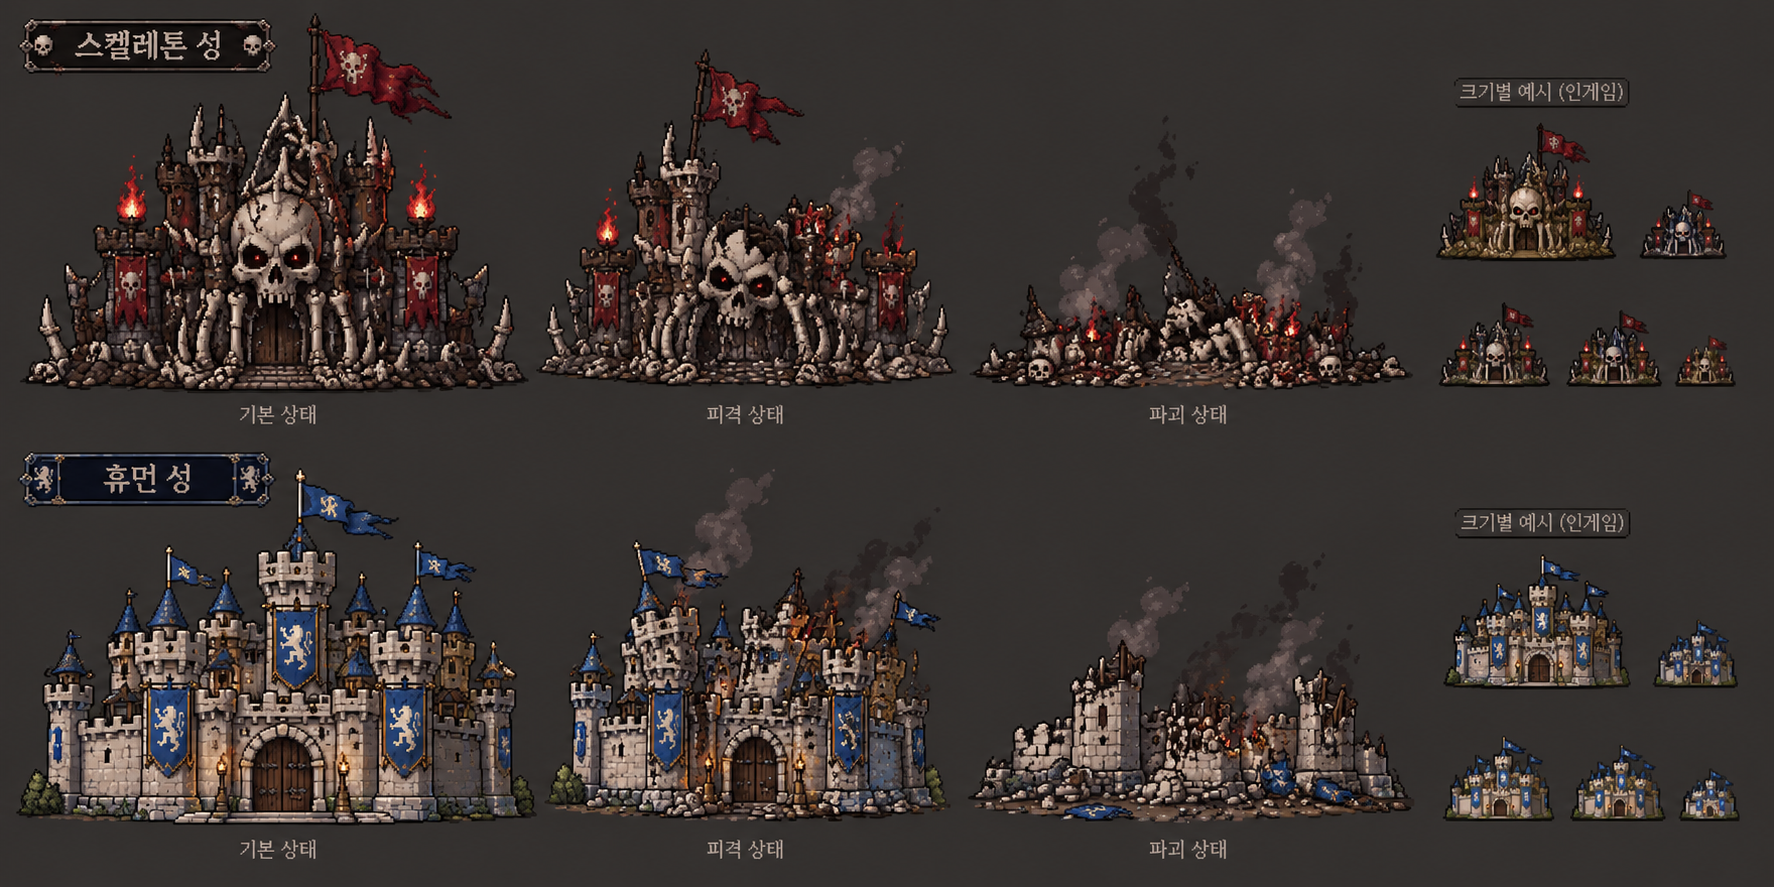 스켈레톤 성
크기별 예시 (인게임)
기본 상태
피격 상태
파괴 상태
휴먼 성
크기별 예시 (인게임)
기본 상태
피격 상태
파괴 상태